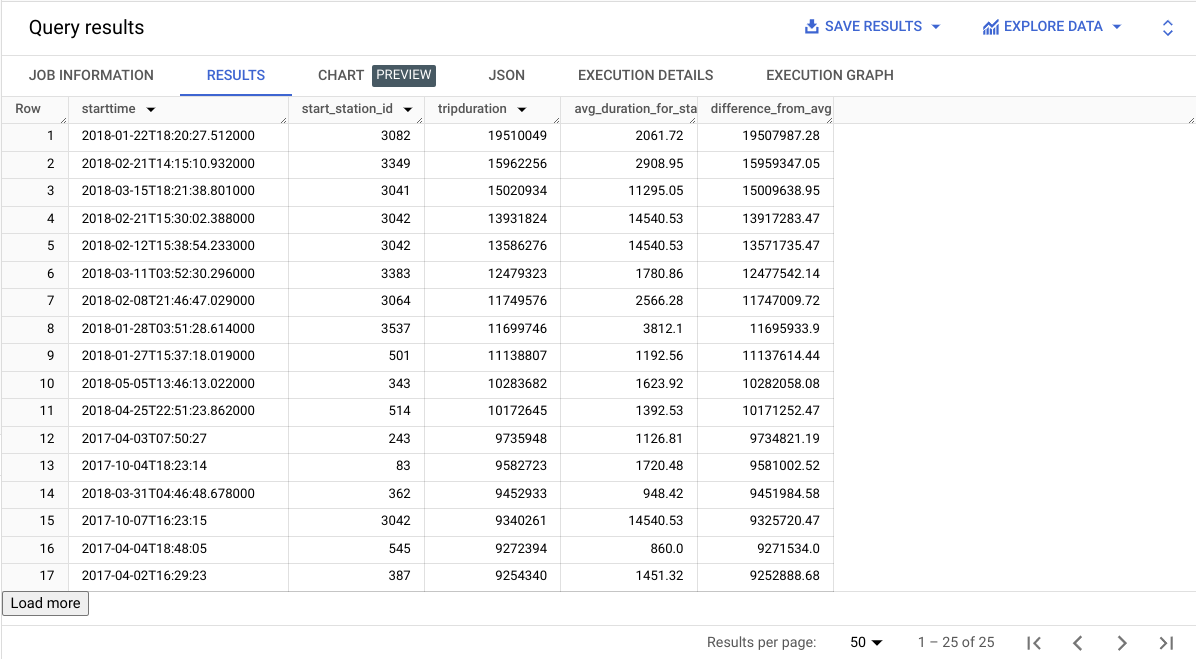 Query results SAVE RESULTS EXPLORE DATA
JOB INFORMATION RESULTS CHART PREVIEW JSON EXECUTION DETAILS EXECUTION GRAPH
Row starttime start_station_id tripduration avg_duration_for_sta difference_from_avg
1 2018-01-22T18:20:27.512000 3082 19510049 2061.72 19507987.28
2 2018-02-21T14:15:10.932000 3349 15962256 2908.95 15959347.05
3 2018-03-15T18:21:38.801000 3041 15020934 11295.05 15009638.95
4 2018-02-21T15:30:02.388000 3042 13931824 14540.53 13917283.47
5 2018-02-12T15:38:54.233000 3042 13586276 14540.53 13571735.47
6 2018-03-11T03:52:30.296000 3383 12479323 1780.86 12477542.14
7 2018-02-08T21:46:47.029000 3064 11749576 2566.28 11747009.72
8 2018-01-28T03:51:28.614000 3537 11699746 3812.1 11695933.9
9 2018-01-27T15:37:18.019000 501 11138807 1192.56 11137614.44
10 2018-05-05T13:46:13.022000 343 10283682 1623.92 10282058.08
11 2018-04-25T22:51:23.862000 514 10172645 1392.53 10171252.47
12 2017-04-03T07:50:27 243 9735948 1126.81 9734821.19
13 2017-10-04T18:23:14 83 9582723 1720.48 9581002.52
14 2018-03-31T04:46:48.678000 362 9452933 948.42 9451984.58
15 2017-10-07T16:23:15 3042 9340261 14540.53 9325720.47
16 2017-04-04T18:48:05 545 9272394 860.0 9271534.0
17 2017-04-02T16:29:23 387 9254340 1451.32 9252888.68
Load more
Results per page: 50 1 – 25 of 25